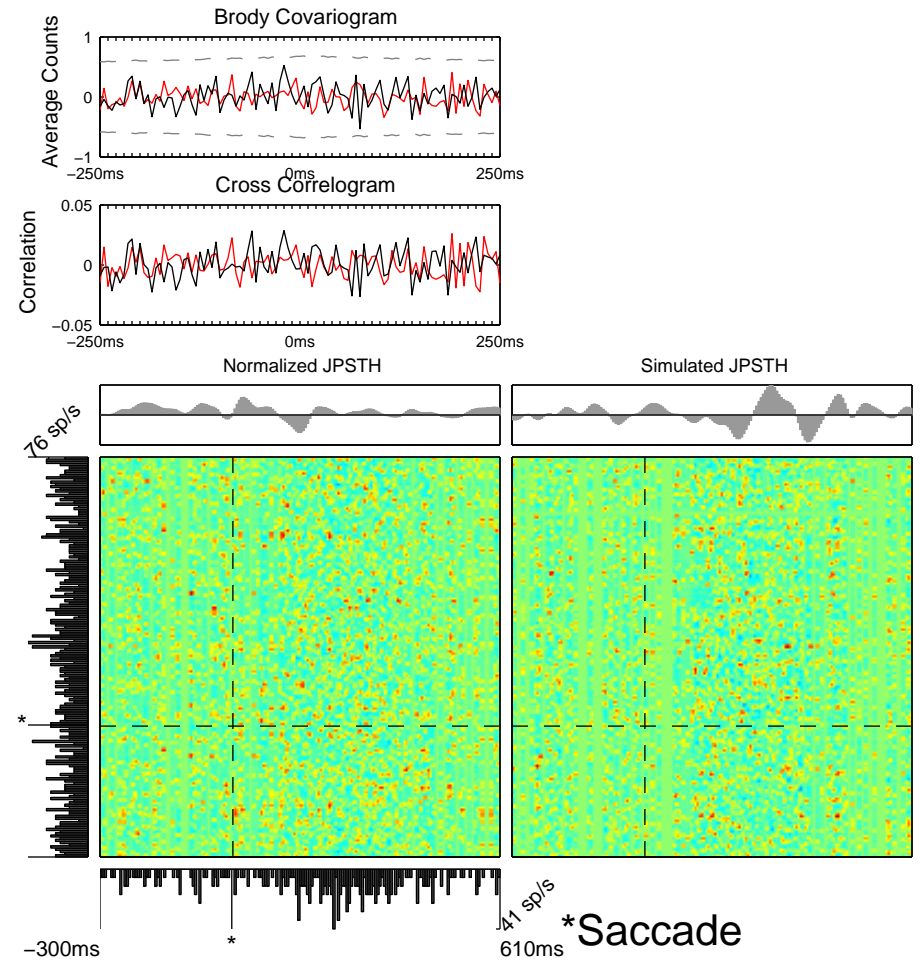 Brody Covariogram
Average Counts
1
0
−1
−250ms
0ms
250ms
Cross Correlogram
Correlation
0.05
0
−0.05
−250ms
0ms
250ms
Normalized JPSTH
Simulated JPSTH
76 sp/s
*
*
41 sp/s
−300ms
610ms
*Saccade